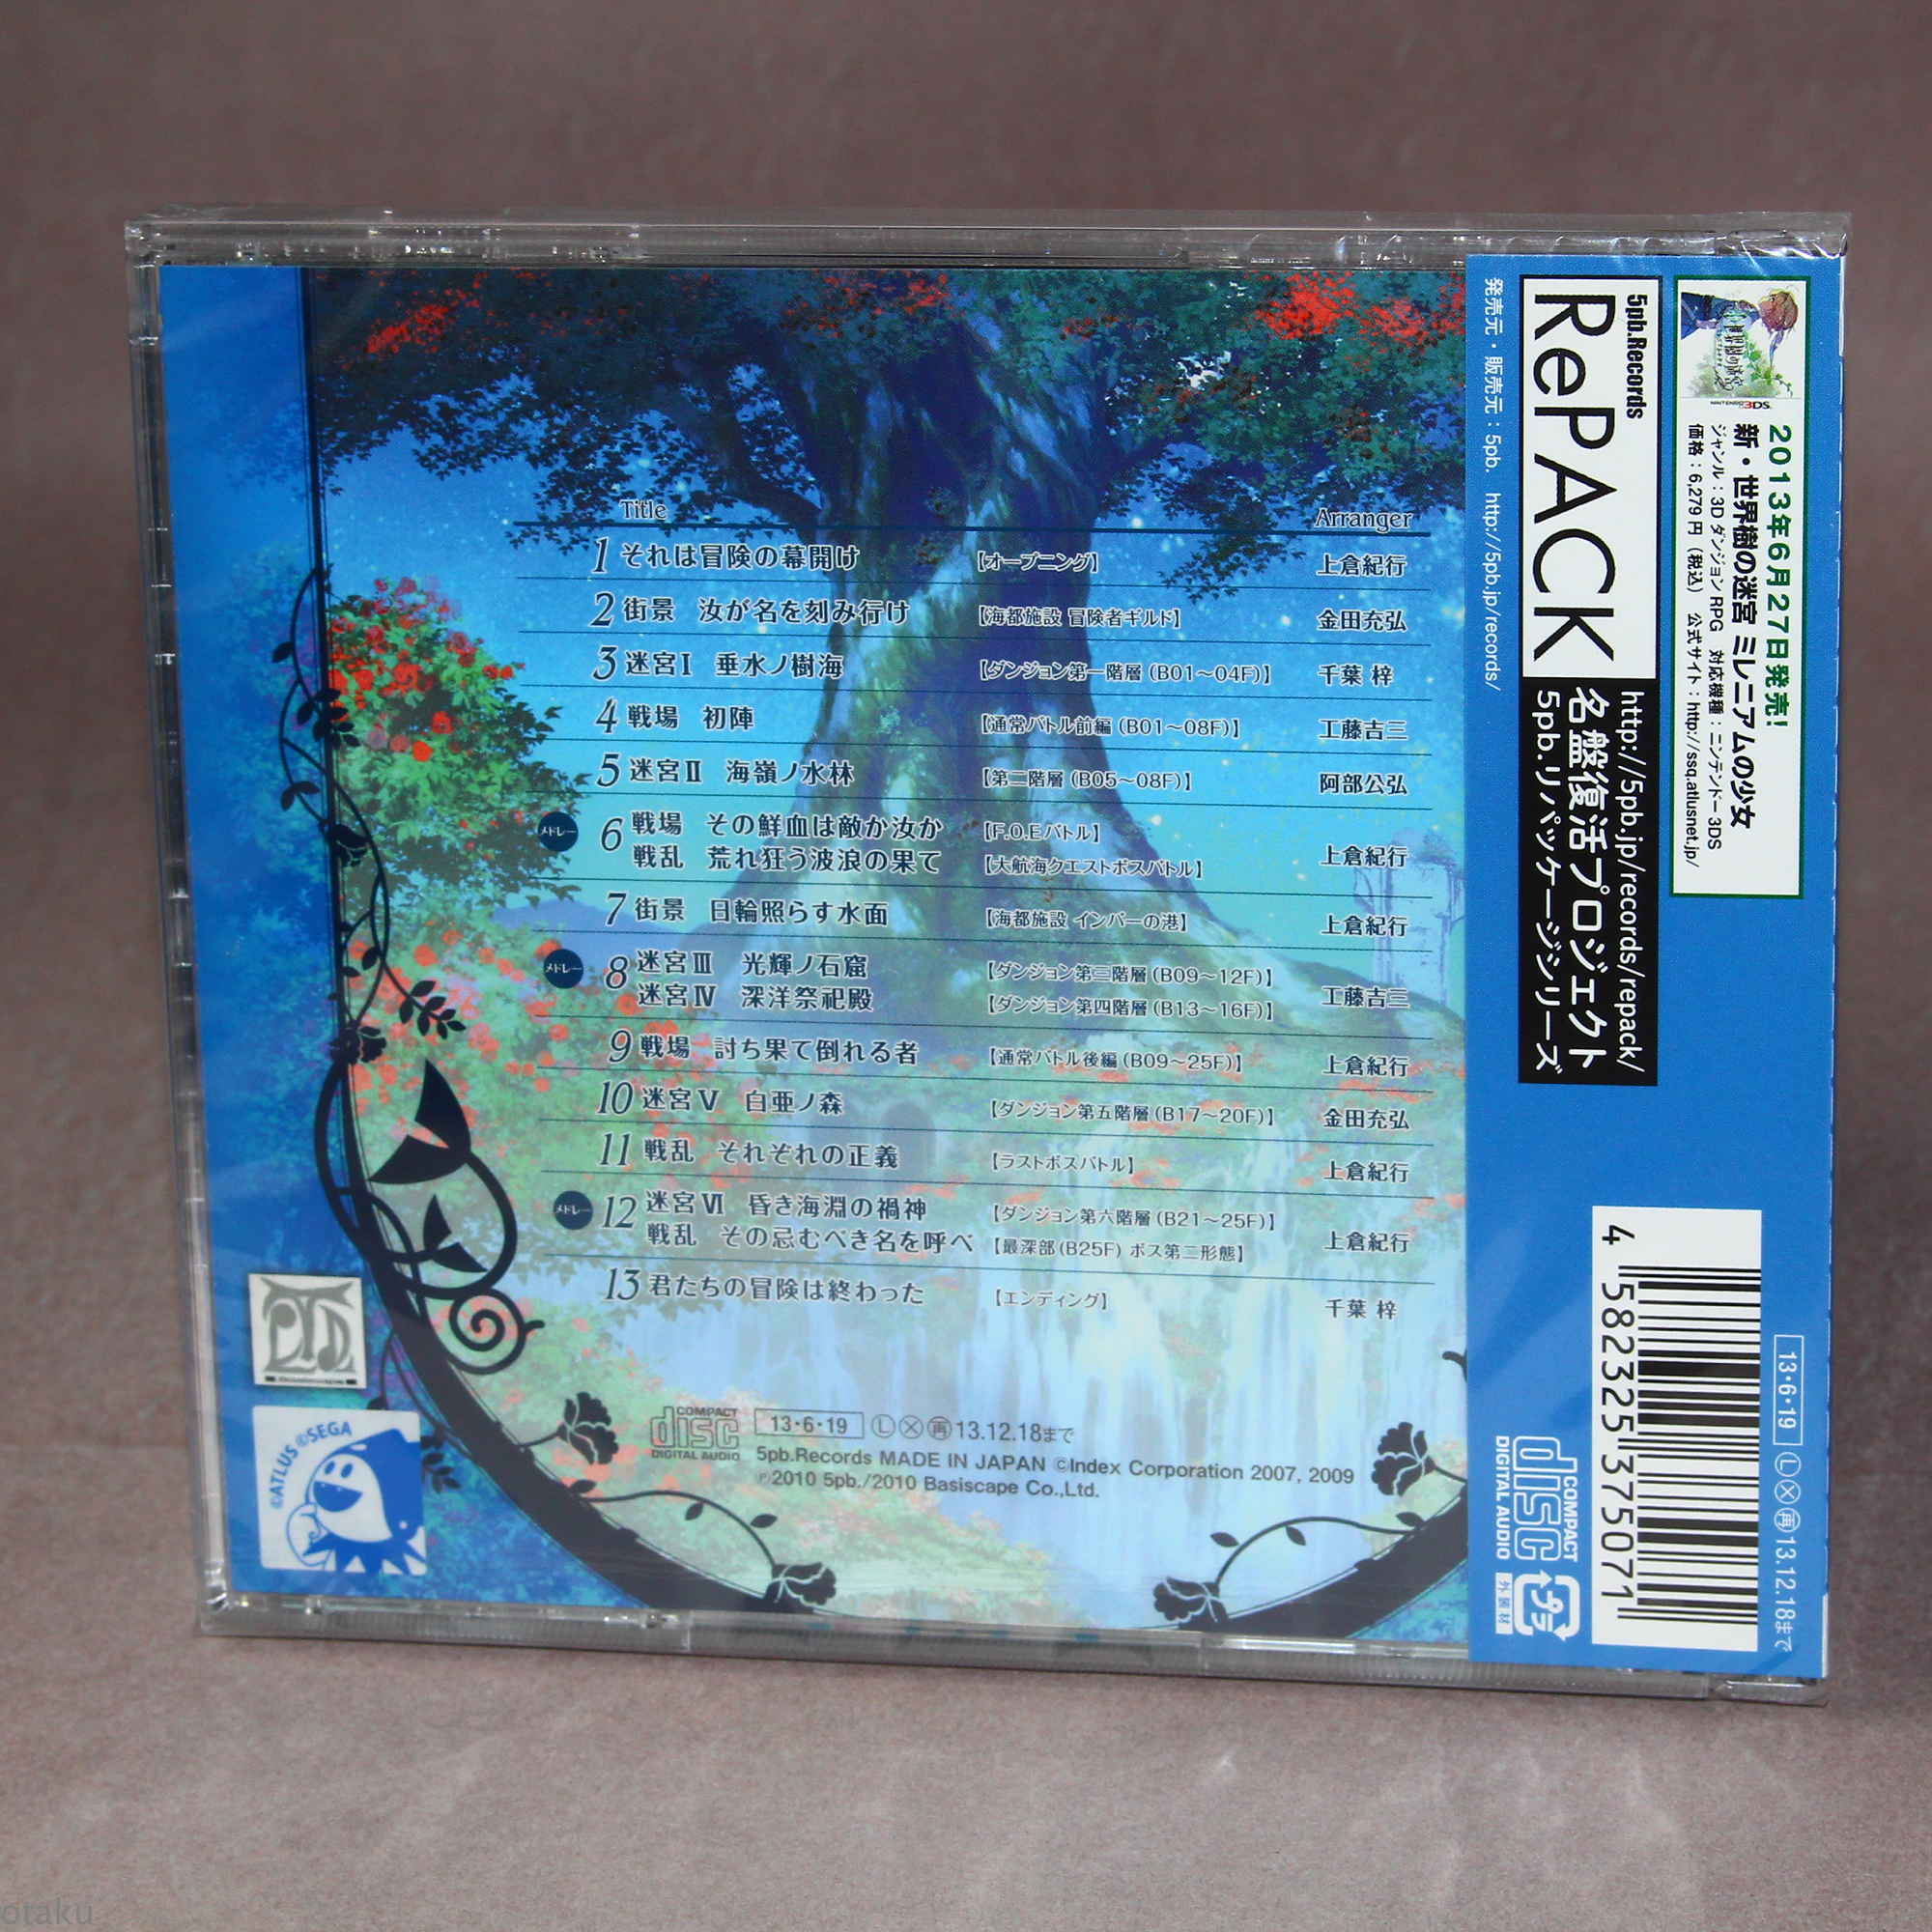 Title
Arranger
1 それは冒険の幕開け 【オープニング】 上倉紀行
2 街景 汝が名を刻み行け 【海都施設 冒険者ギルド】 金田充弘
3 迷宮Ⅰ 垂水ノ樹海 【ダンジョン第一階層(B01〜04F)】 千葉 梓
4 戦場 初陣 【通常バトル前編(B01〜08F)】 工藤吉三
5 迷宮Ⅱ 海嶺ノ水林 【第二階層(B05〜08F)】 阿部公弘
メドレー 6 戦場 その鮮血は敵か汝か 【F.O.Eバトル】
戦乱 荒れ狂う波浪の果て 【大航海クエストボスバトル】 上倉紀行
7 街景 日輪照らす水面 【海都施設 インバーの港】 上倉紀行
メドレー 8 迷宮Ⅲ 光輝ノ石窟 【ダンジョン第三階層(B09〜12F)】
迷宮Ⅳ 深洋祭祀殿 【ダンジョン第四階層(B13〜16F)】 工藤吉三
9 戦場 討ち果て倒れる者 【通常バトル後編(B09〜25F)】 上倉紀行
10 迷宮Ⅴ 白亜ノ森 【ダンジョン第五階層(B17〜20F)】 金田充弘
11 戦乱 それぞれの正義 【ラストボスバトル】 上倉紀行
メドレー 12 迷宮Ⅵ 昏き海淵の禍神 【ダンジョン第六階層(B21〜25F)】
戦乱 その忌むべき名を呼べ 【最深部(B25F) ボス第二形態】 上倉紀行
13 君たちの冒険は終わった 【エンディング】 千葉 梓
©ATLUS ©SEGA
COMPACT disc DIGITAL AUDIO
13・6・19 Ⓛ Ⓧ 再 13.12.18まで
5pb.Records MADE IN JAPAN ©Index Corporation 2007, 2009
℗2010 5pb./2010 Basiscape Co.,Ltd.
NINTENDO 3DS
2013年6月27日発売!
新・世界樹の迷宮 ミレニアムの少女
ジャンル:3DダンジョンRPG 対応機種:ニンテンドー3DS
価格:6,279円(税込) 公式サイト:http://ssq.atlusnet.jp/
5pb.Records
RePACK
http://5pb.jp/records/repack/
名盤復活プロジェクト
5pb.リパッケージシリーズ
発売元・販売元:5pb. http://5pb.jp/records/
4 582325 375071
13・6・19 Ⓛ Ⓧ 再 13.12.18まで
COMPACT disc DIGITAL AUDIO
プラ
外装材
otaku